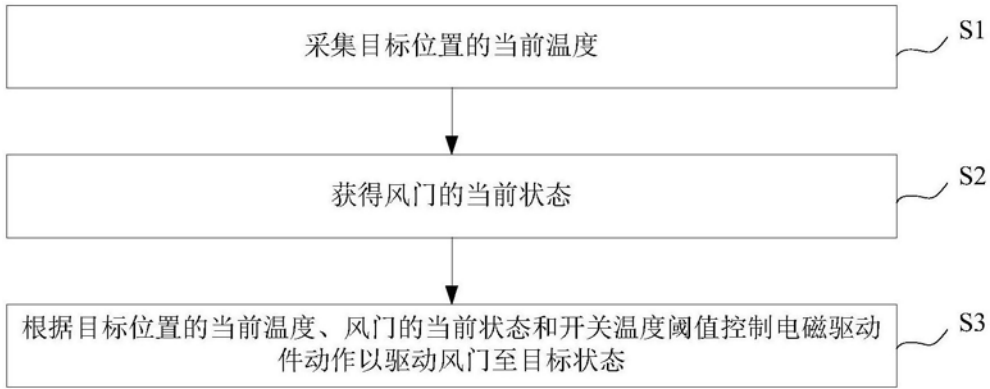 采集目标位置的当前温度
S1
获得风门的当前状态
S2
根据目标位置的当前温度、风门的当前状态和开关温度阈值控制电磁驱动
件动作以驱动风门至目标状态
S3